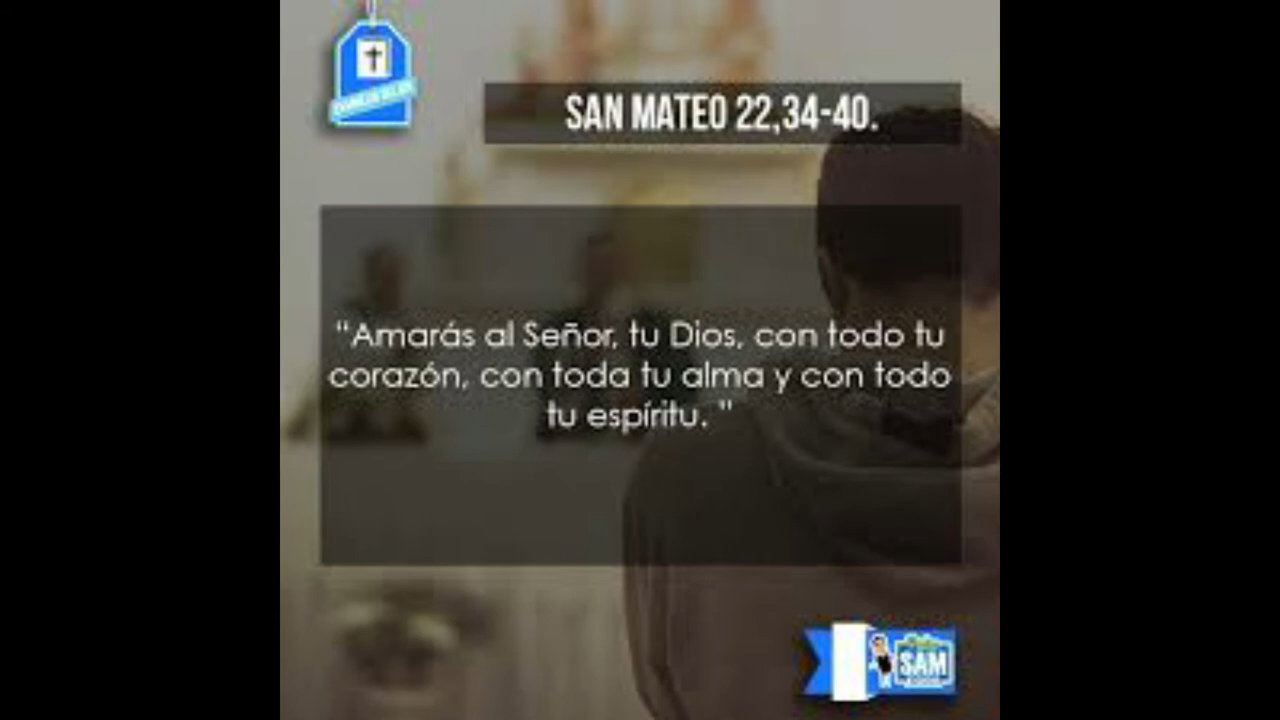 SAN MATEO 22,34-40.
“Amarás al Señor, tu Dios, con todo tu
corazón, con toda tu alma y con todo
tu espíritu. ”
SAM